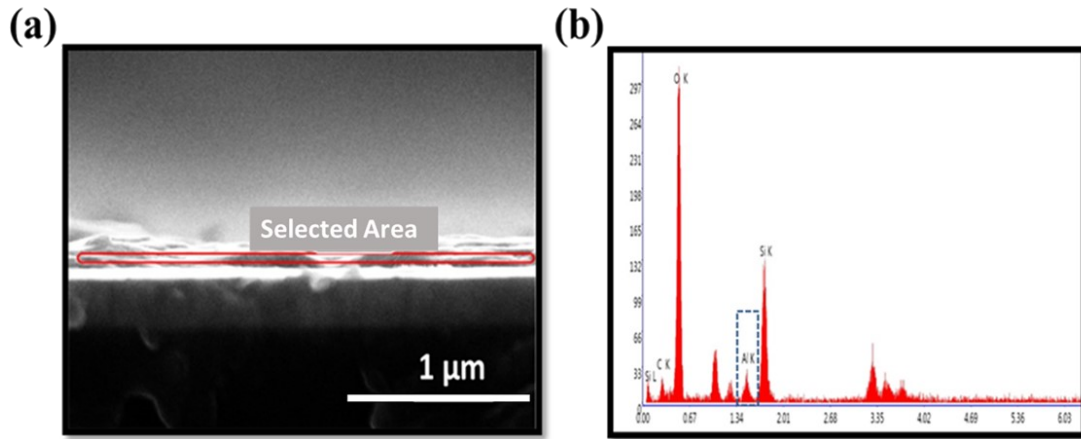 (a)
Selected Area
1 µm
(b)
297
264
231
198
165
132
99
66
33
0
O K
Si K
Al K
C K
Si L
0.00 0.67 1.34 2.01 2.68 3.35 4.02 4.69 5.36 6.03